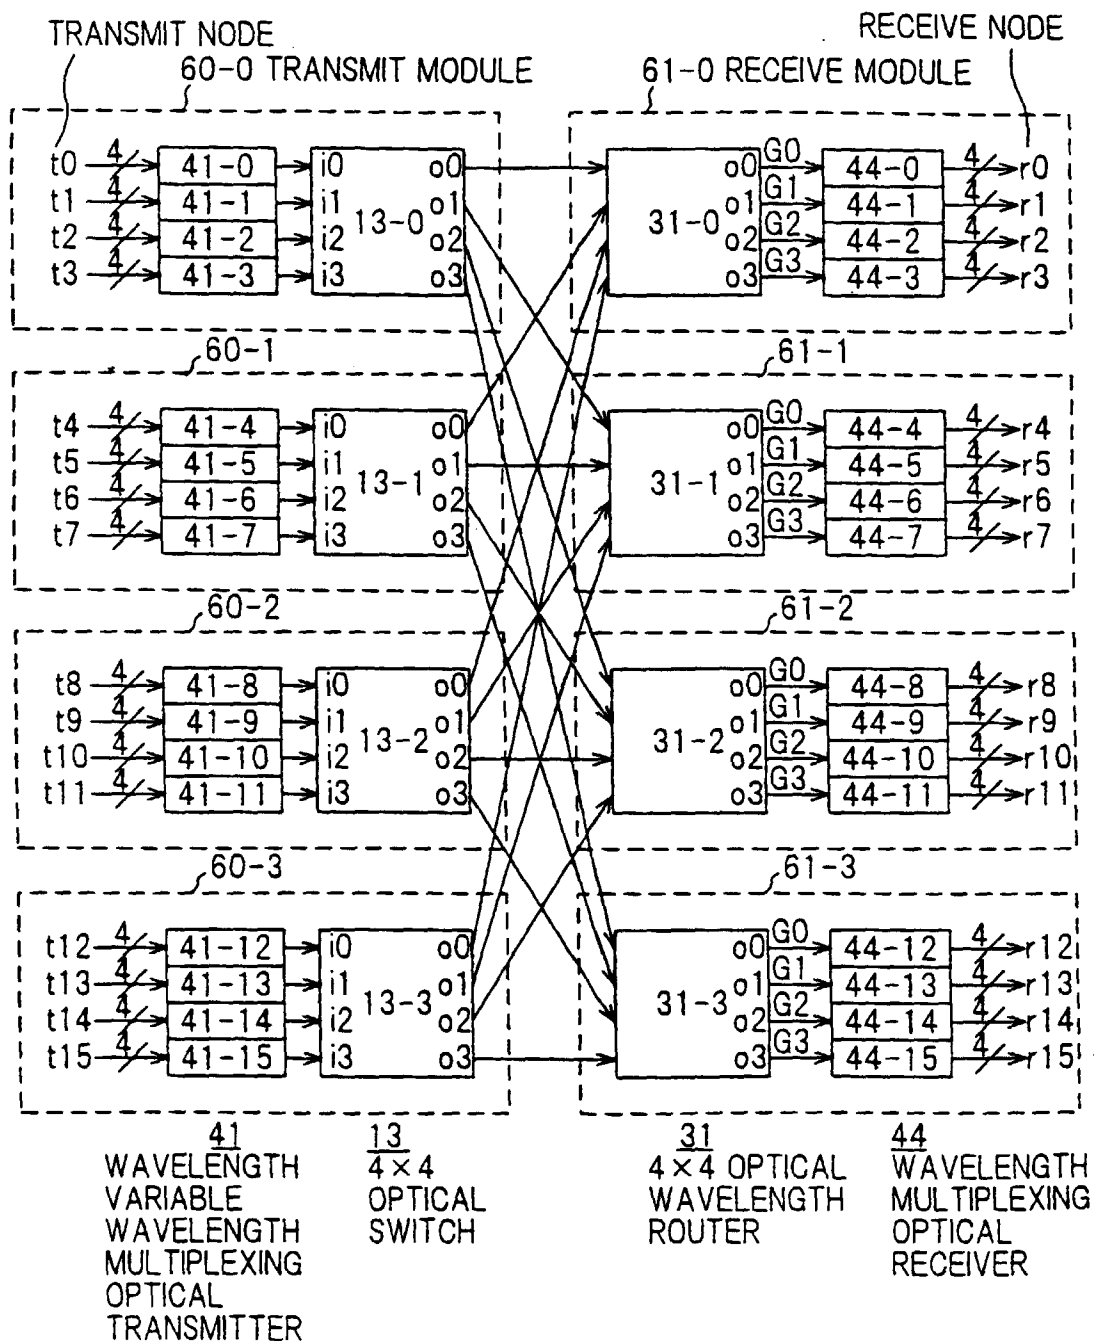 TRANSMIT NODE
RECEIVE NODE
60-0 TRANSMIT MODULE
61-0 RECEIVE MODULE
t0 4 41-0 i0 o0 o0 G0 44-0 4 r0
t1 4 41-1 i1 o1 o1 G1 44-1 4 r1
13-0 31-0
t2 4 41-2 i2 o2 o2 G2 44-2 4 r2
t3 4 41-3 i3 o3 o3 G3 44-3 4 r3
60-1 61-1
t4 4 41-4 i0 o0 o0 G0 44-4 4 r4
t5 4 41-5 i1 o1 o1 G1 44-5 4 r5
13-1 31-1
t6 4 41-6 i2 o2 o2 G2 44-6 4 r6
t7 4 41-7 i3 o3 o3 G3 44-7 4 r7
60-2 61-2
t8 4 41-8 i0 o0 o0 G0 44-8 4 r8
t9 4 41-9 i1 o1 o1 G1 44-9 4 r9
13-2 31-2
t10 4 41-10 i2 o2 o2 G2 44-10 4 r10
t11 4 41-11 i3 o3 o3 G3 44-11 4 r11
60-3 61-3
t12 4 41-12 i0 o0 o0 G0 44-12 4 r12
t13 4 41-13 i1 o1 o1 G1 44-13 4 r13
13-3 31-3
t14 4 41-14 i2 o2 o2 G2 44-14 4 r14
t15 4 41-15 i3 o3 o3 G3 44-15 4 r15
41
WAVELENGTH
VARIABLE
WAVELENGTH
MULTIPLEXING
OPTICAL
TRANSMITTER
13
4×4
OPTICAL
SWITCH
31
4×4 OPTICAL
WAVELENGTH
ROUTER
44
WAVELENGTH
MULTIPLEXING
OPTICAL
RECEIVER